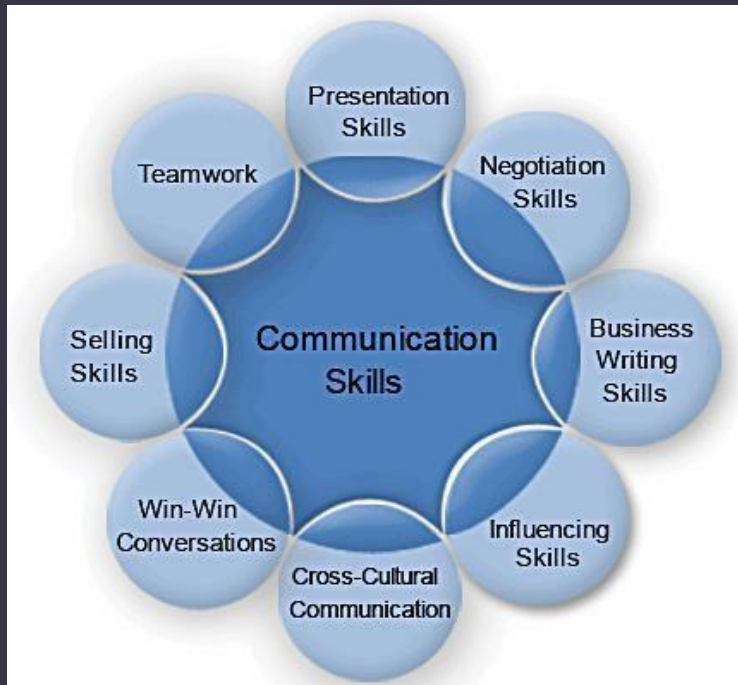 Presentation
Skills
Negotiation
Skills
Business
Writing
Skills
Influencing
Skills
Cross-Cultural
Communication
Win-Win
Conversations
Selling
Skills
Teamwork
Communication
Skills